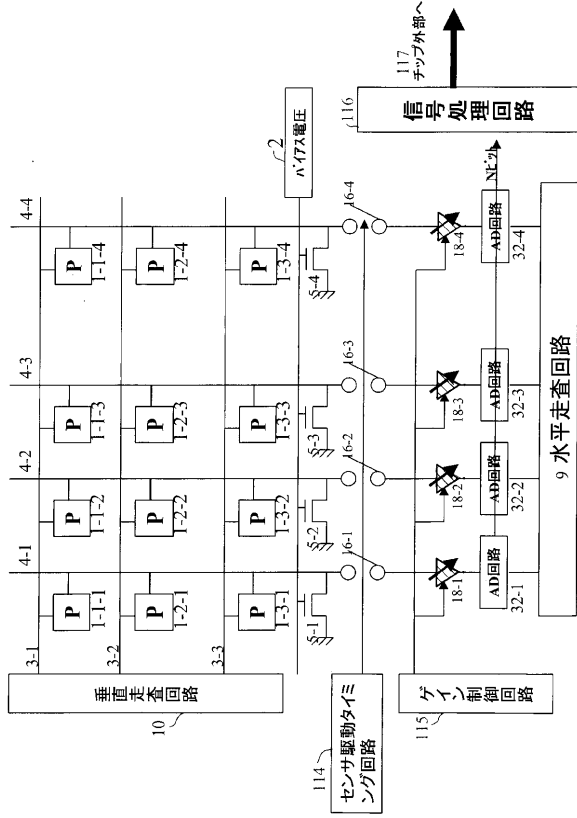 4-1
4-2
4-3
4-4
3-1
P
P
P
P
1-1-1
1-1-2
1-1-3
1-1-4
3-2
P
P
P
P
1-2-1
1-2-2
1-2-3
1-2-4
3-3
P
P
P
P
1-3-1
1-3-2
1-3-3
1-3-4
垂直走査回路
10
5-1
5-2
5-3
5-4
2
バイアス電圧
114
センサ駆動タイミ
ング回路
16-1
16-2
16-3
16-4
115
ゲイン制御回路
18-1
18-2
18-3
18-4
AD回路
AD回路
AD回路
AD回路
32-1
32-2
32-3
32-4
Nビット
9 水平走査回路
116
信号処理回路
117
チップ外部へ